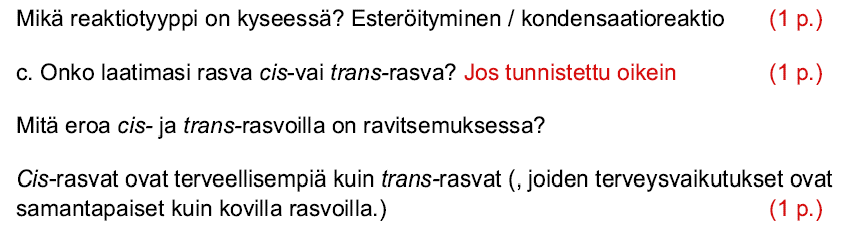 Mikä reaktiotyyppi on kyseessä? Esteröityminen / kondensaatioreaktio (1 p.)
c. Onko laatimasi rasva cis-vai trans-rasva? Jos tunnistettu oikein (1 p.)
Mitä eroa cis- ja trans-rasvoilla on ravitsemuksessa?
Cis-rasvat ovat terveellisempiä kuin trans-rasvat (, joiden terveysvaikutukset ovat
samantapaiset kuin kovilla rasvoilla.) (1 p.)